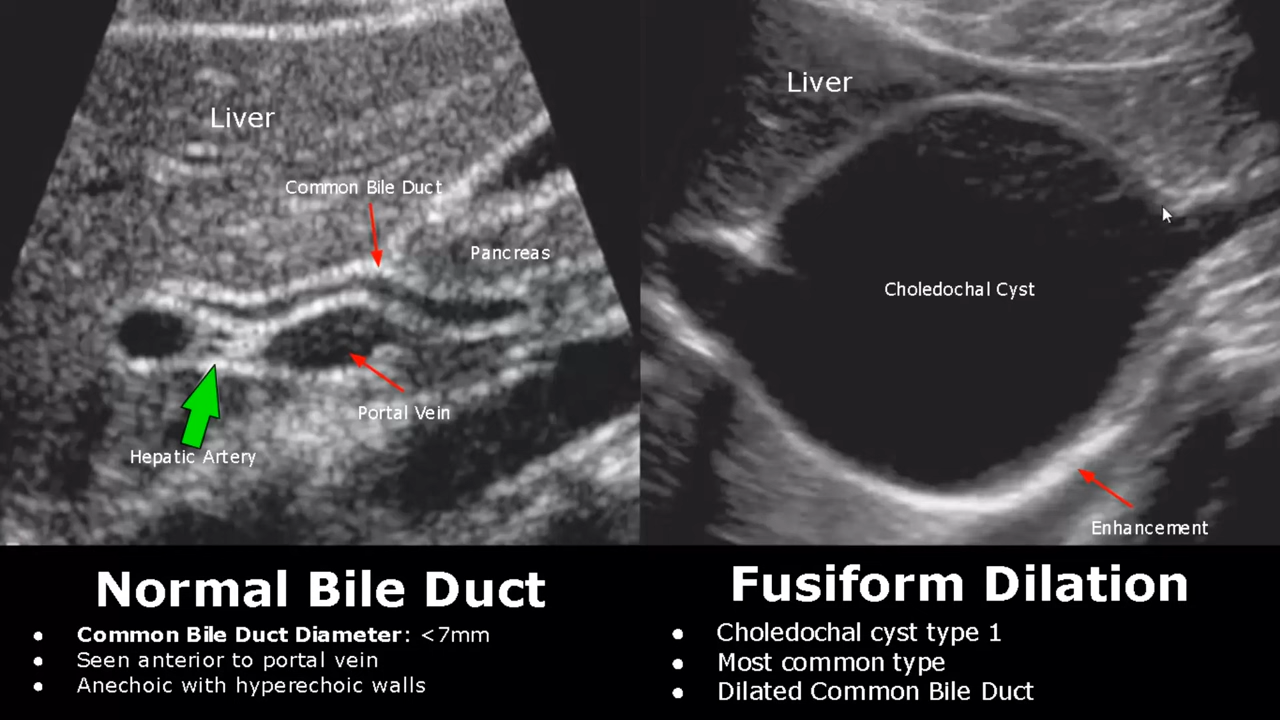 Liver
Common Bile Duct
Pancreas
Portal Vein
Hepatic Artery
Normal Bile Duct
• Common Bile Duct Diameter: <7mm
• Seen anterior to portal vein
• Anechoic with hyperechoic walls
Liver
Choledochal Cyst
Enhancement
Fusiform Dilation
• Choledochal cyst type 1
• Most common type
• Dilated Common Bile Duct